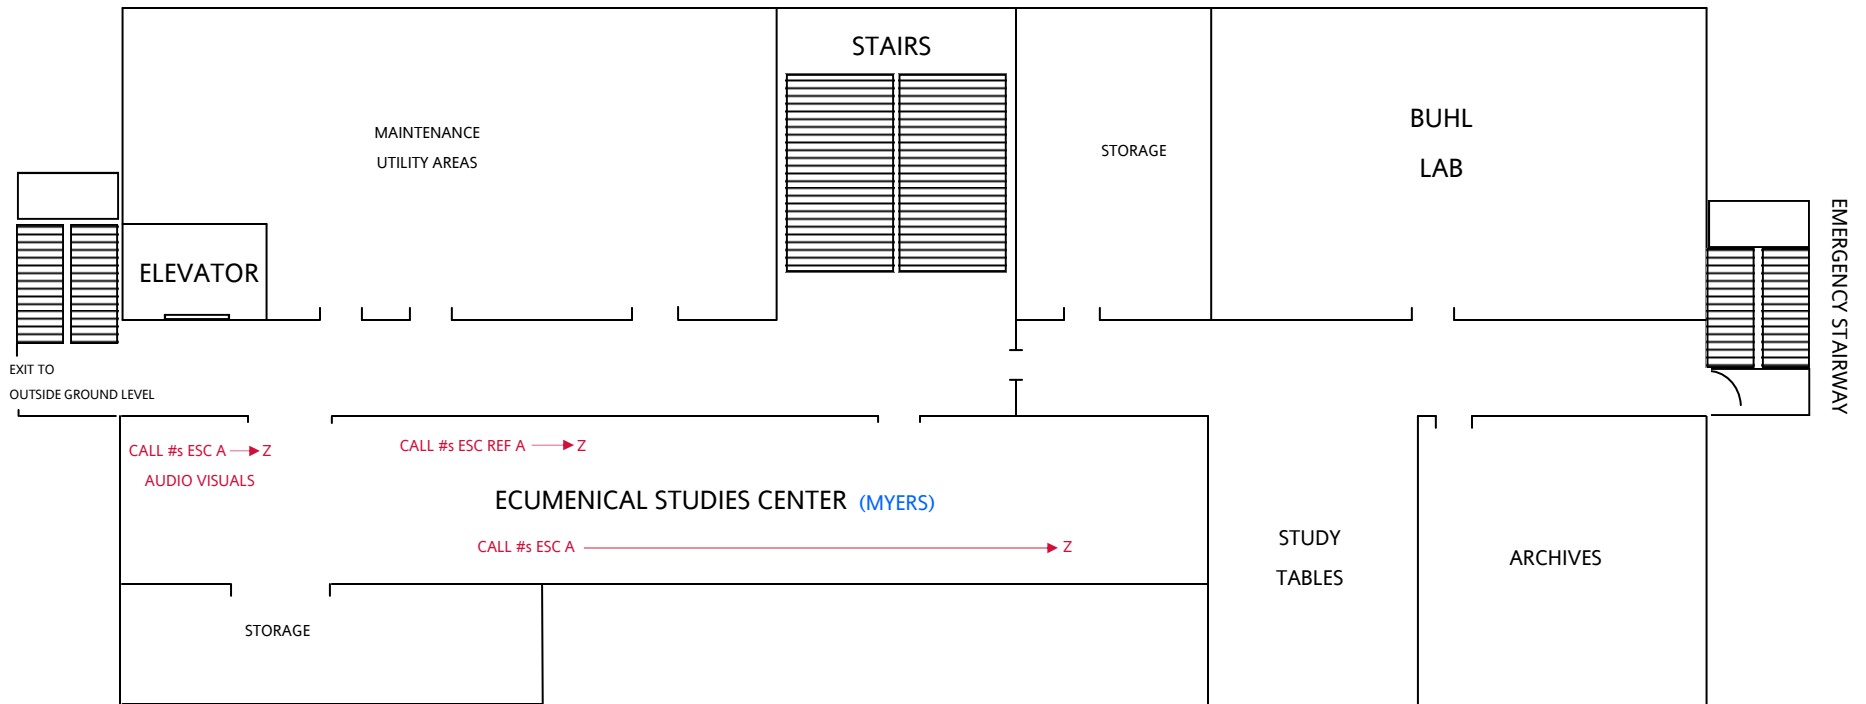 STAIRS
MAINTENANCE
UTILITY AREAS
STORAGE
BUHL
LAB
ELEVATOR
EMERGENCY STAIRWAY
EXIT TO
OUTSIDE GROUND LEVEL
CALL #s ESC A Z
AUDIO VISUALS
CALL #s ESC REF A Z
ECUMENICAL STUDIES CENTER (MYERS)
CALL #s ESC A Z
STUDY
TABLES
ARCHIVES
STORAGE